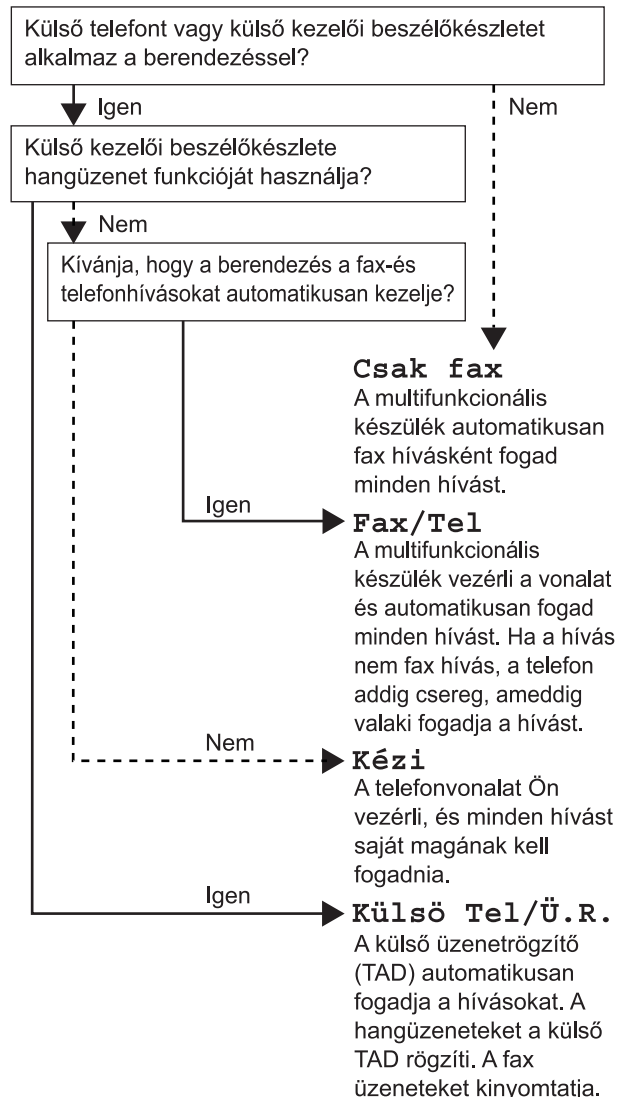 Külső telefont vagy külső kezelői beszélőkészletet
alkalmaz a berendezéssel?
Igen
Nem
Külső kezelői beszélőkészlete
hangüzenet funkcióját használja?
Nem
Kívánja, hogy a berendezés a fax-és
telefonhívásokat automatikusan kezelje?
Csak fax
A multifunkcionális
készülék automatikusan
fax hívásként fogad
minden hívást.
Igen
Fax/Tel
A multifunkcionális
készülék vezérli a vonalat
és automatikusan fogad
minden hívást. Ha a hívás
nem fax hívás, a telefon
addig csereg, ameddig
valaki fogadja a hívást.
Nem
Kézi
A telefonvonalat Ön
vezérli, és minden hívást
saját magának kell
fogadnia.
Igen
Külsö Tel/Ü.R.
A külső üzenetrögzítő
(TAD) automatikusan
fogadja a hívásokat. A
hangüzeneteket a külső
TAD rögzíti. A fax
üzeneteket kinyomtatja.